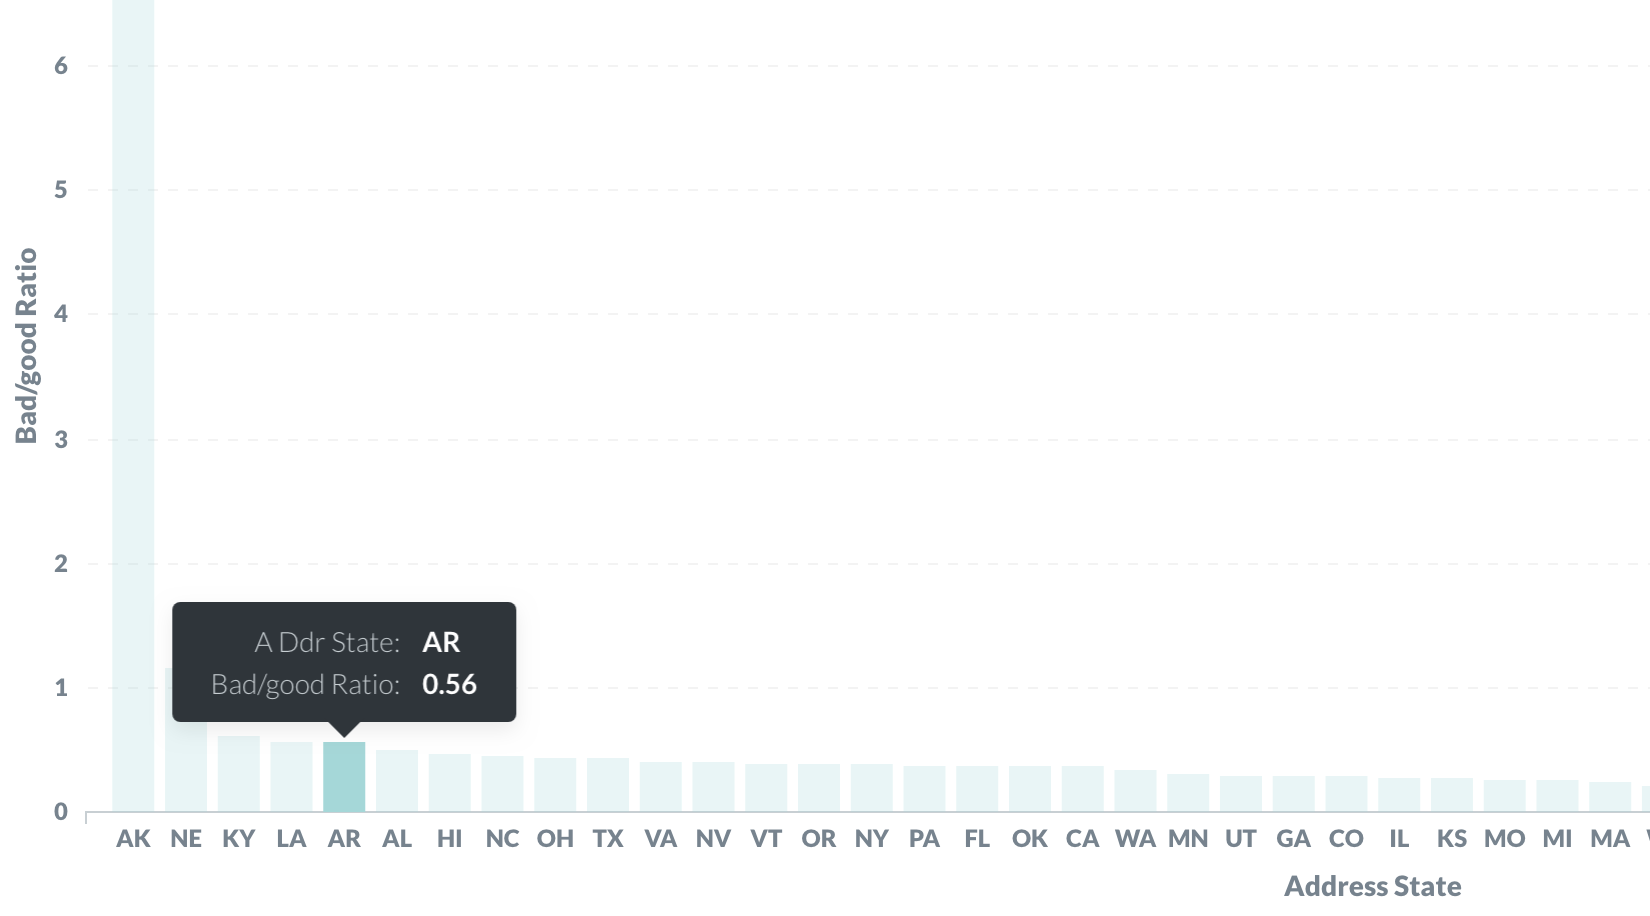 6
5
4
3
2
1
0
Bad/good Ratio
A Ddr State: AR
Bad/good Ratio: 0.56
AK NE KY LA AR AL HI NC OH TX VA NV VT OR NY PA FL OK CA WA MN UT GA CO IL KS MO MI MA
Address State